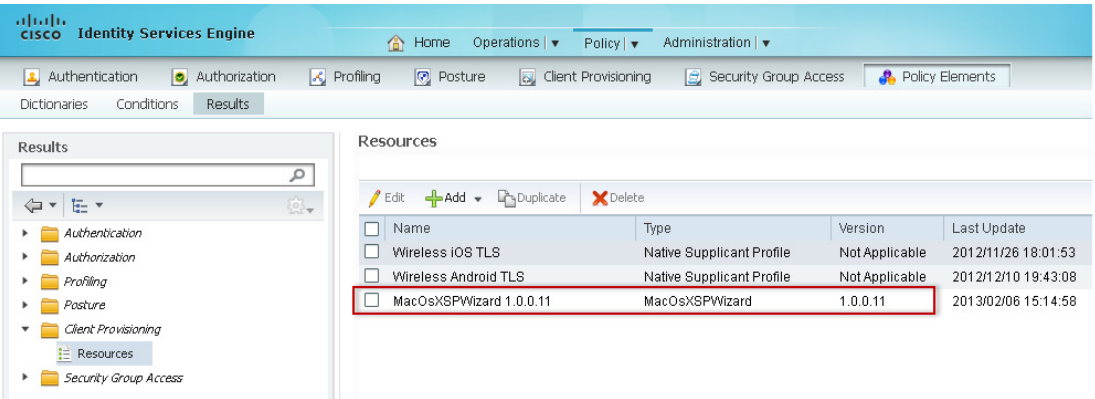 CISCO Identity Services Engine
Home Operations | Policy | Administration |
Authentication Authorization Profiling Posture Client Provisioning Security Group Access Policy Elements
Dictionaries Conditions Results
Results
Authentication
Authorization
Profiling
Posture
Client Provisioning
Resources
Security Group Access
Resources
Edit Add Duplicate Delete
Name Type Version Last Update
Wireless iOS TLS Native Supplicant Profile Not Applicable 2012/11/26 18:01:53
Wireless Android TLS Native Supplicant Profile Not Applicable 2012/12/10 19:43:08
MacOsXSPWizard 1.0.0.11 MacOsXSPWizard 1.0.0.11 2013/02/06 15:14:58